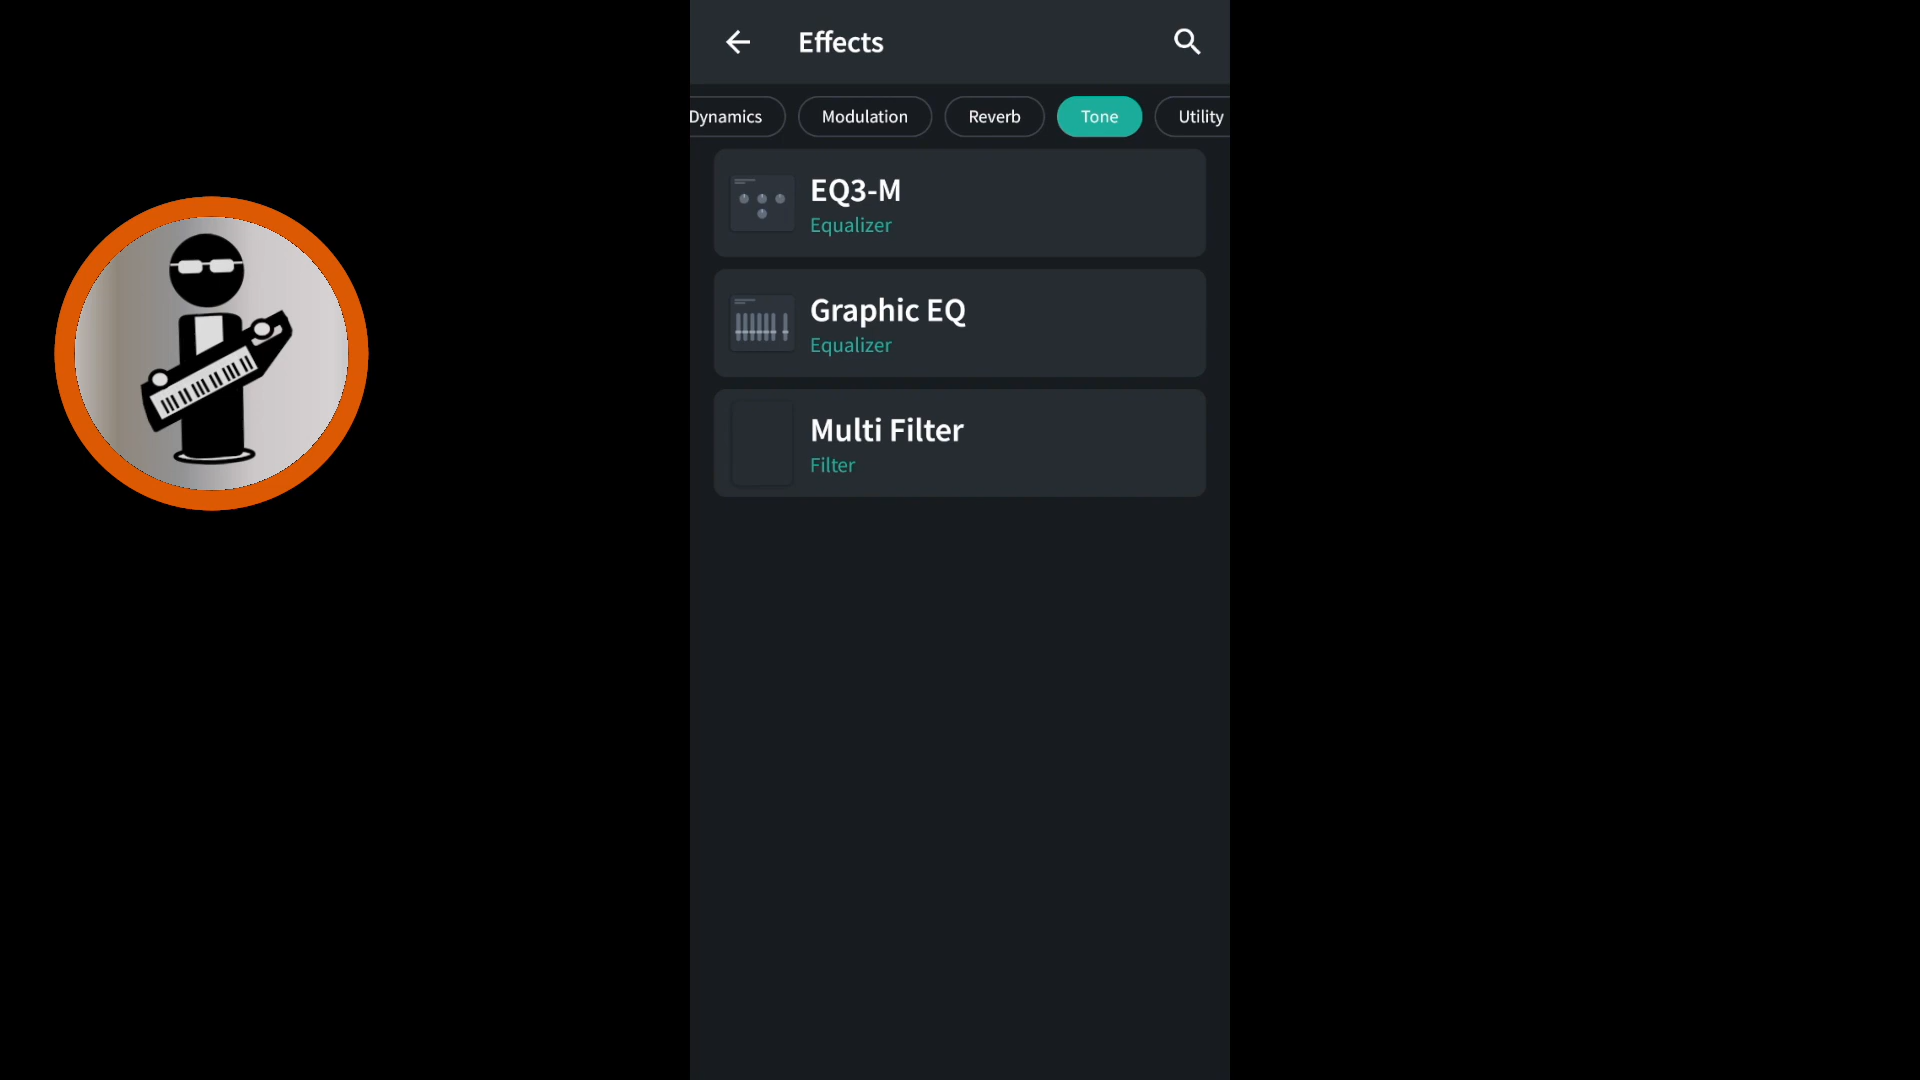 Effects
Dynamics Modulation Reverb Tone Utility
EQ3-M
Equalizer
Graphic EQ
Equalizer
Multi Filter
Filter